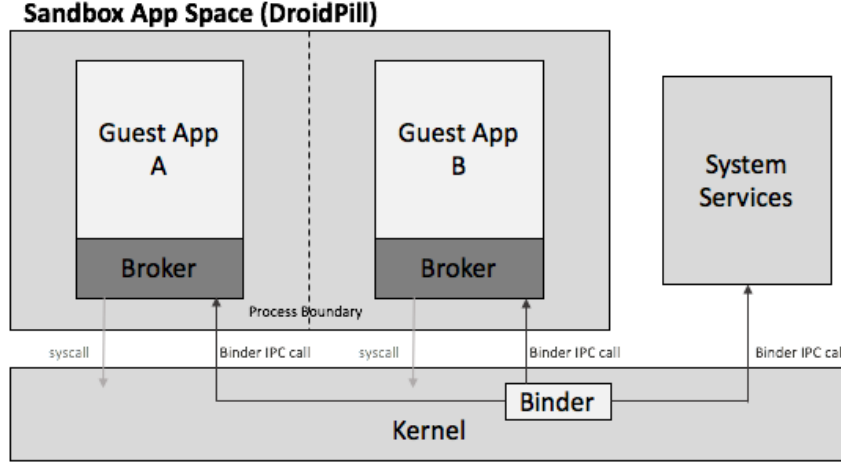 Sandbox App Space (DroidPill)
Guest App
A
Guest App
B
System
Services
Broker
Broker
Process Boundary
syscall
Binder IPC call
syscall
Binder IPC call
Binder IPC call
Binder
Kernel